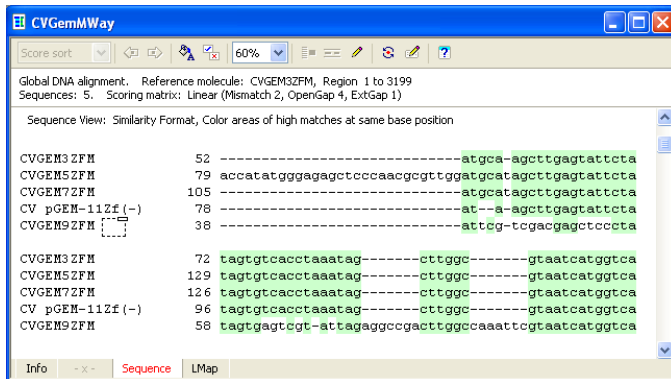 CVGemMWay
Score sort
60%
Global DNA alignment. Reference molecule: CVGEM3ZFM, Region 1 to 3199
Sequences: 5. Scoring matrix: Linear (Mismatch 2, OpenGap 4, ExtGap 1)
Sequence View: Similarity Format, Color areas of high matches at same base position
CVGEM3ZFM 52 -----------------------------atgca-agcttgagtattcta
CVGEM5ZFM 79 accatatgggagagctcccaacgcgttggatgcatagcttgagtattcta
CVGEM7ZFM 105 -----------------------------atgcatagcttgagtattcta
CV pGEM-11Zf(-) 78 -----------------------------at--a-agcttgagtattcta
CVGEM9ZFM 38 -----------------------------attcg-tcgacgagctcccta
CVGEM3ZFM 72 tagtgtcacctaaatag-------cttggc-------gtaatcatggtca
CVGEM5ZFM 129 tagtgtcacctaaatag-------cttggc-------gtaatcatggtca
CVGEM7ZFM 126 tagtgtcacctaaatag-------cttggc-------gtaatcatggtca
CV pGEM-11Zf(-) 96 tagtgtcacctaaatag-------cttggc-------gtaatcatggtca
CVGEM9ZFM 58 tagtgagtcgt-attagaggccgacttggccaaattcgtaatcatggtca
Info - x - Sequence LMap